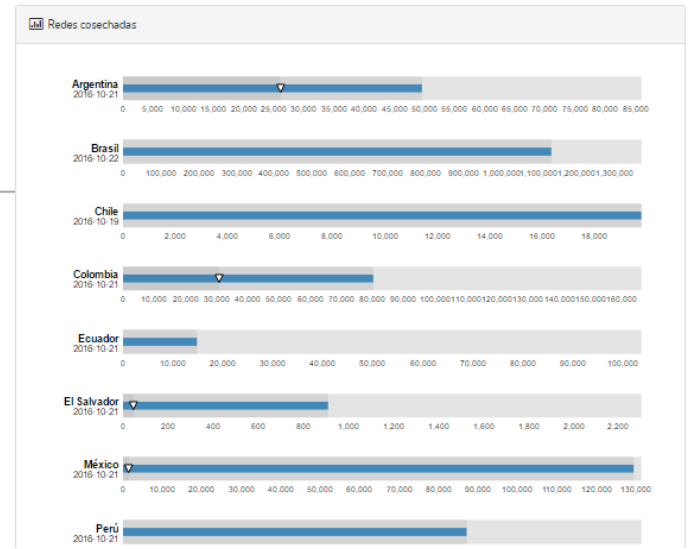 Redes cosechadas
Argentina
2016-10-21
0 5,000 10,000 15,000 20,000 25,000 30,000 35,000 40,000 45,000 50,000 55,000 60,000 65,000 70,000 75,000 80,000 85,000
Brasil
2016-10-22
0 100,000 200,000 300,000 400,000 500,000 600,000 700,000 800,000 900,000 1,000,000 1,100,000 1,200,000 1,300,000
Chile
2016-10-19
0 2,000 4,000 6,000 8,000 10,000 12,000 14,000 16,000 18,000
Colombia
2016-10-21
0 10,000 20,000 30,000 40,000 50,000 60,000 70,000 80,000 90,000 100,000 110,000 120,000 130,000 140,000 150,000 160,000
Ecuador
2016-10-21
0 10,000 20,000 30,000 40,000 50,000 60,000 70,000 80,000 90,000 100,000
El Salvador
2016-10-21
0 200 400 600 800 1,000 1,200 1,400 1,600 1,800 2,000 2,200
México
2016-10-21
0 10,000 20,000 30,000 40,000 50,000 60,000 70,000 80,000 90,000 100,000 110,000 120,000 130,000
Perú
2016-10-21